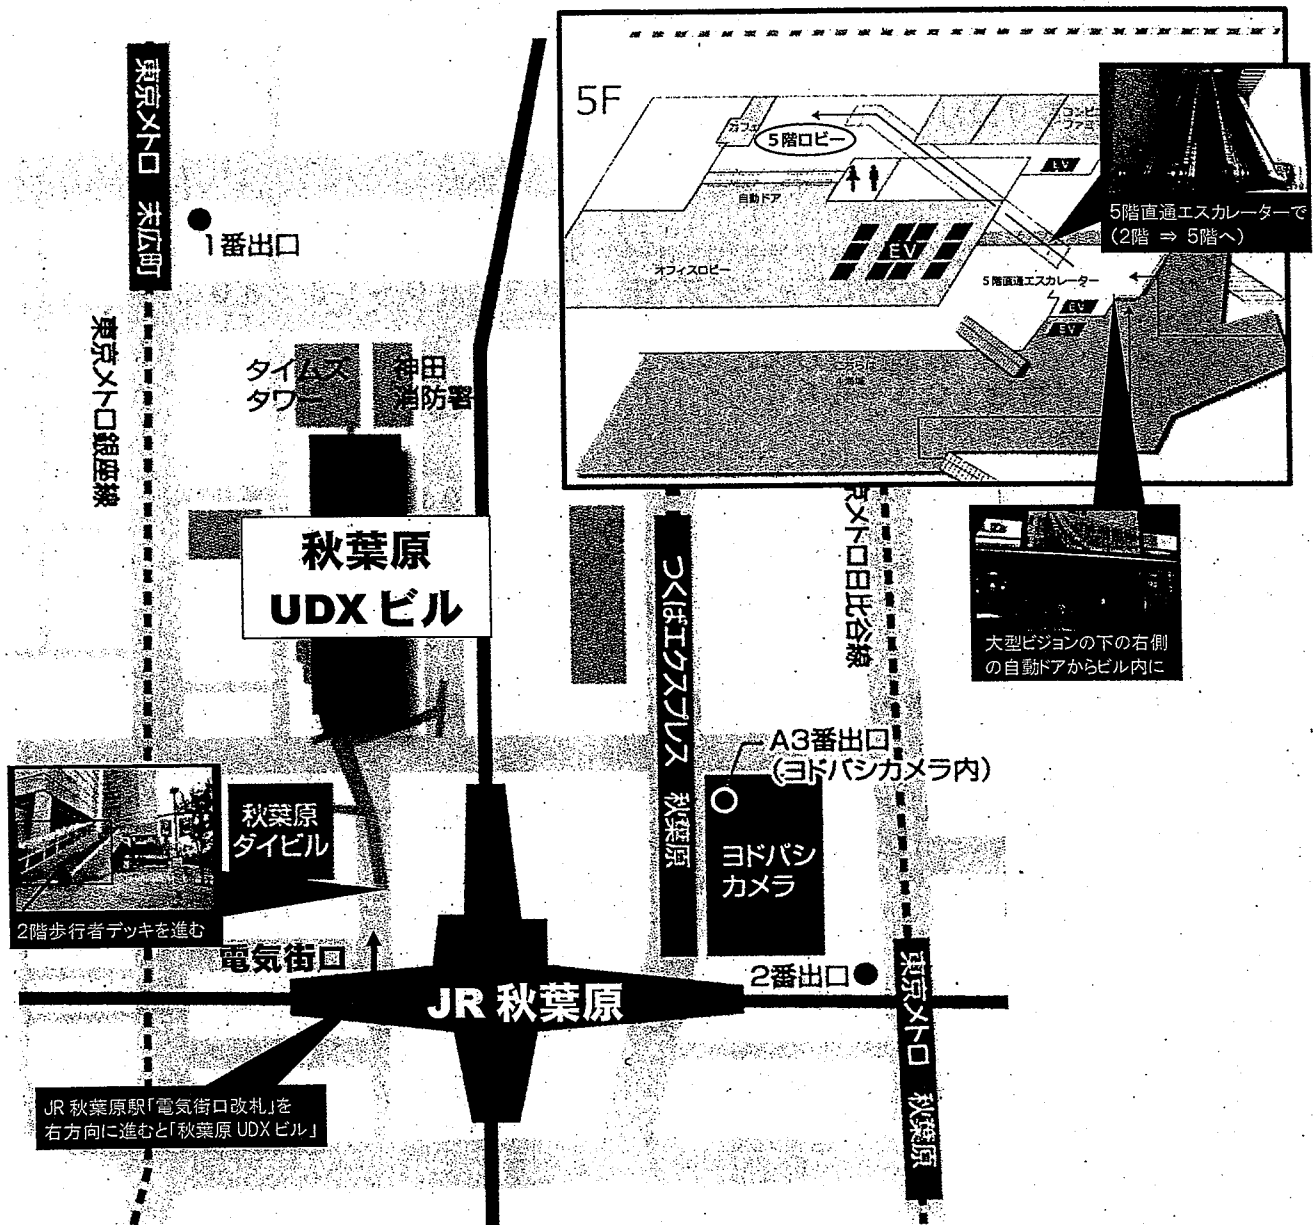 東京メトロ 末広町
1番出口
東京メトロ銀座線
タイムズ
タワー
神田
消防署
秋葉原
UDX ビル
5F
カフェ
5階ロビー
自動ドア
オフィスロビー
EV
EV
5階直通エスカレーター
EV
EV
5階直通エスカレーターで
(2階 ⇒ 5階へ)
大型ビジョンの下の右側
の自動ドアからビル内に
つくばエクスプレス 秋葉原
京メトロ日比谷線
A3番出口
(ヨドバシカメラ内)
ヨドバシ
カメラ
秋葉原
ダイビル
2階歩行者デッキを進む
電気街口
JR 秋葉原
2番出口
東京メトロ 秋葉原
JR 秋葉原駅「電気街口改札」を
右方向に進むと「秋葉原 UDX ビル」